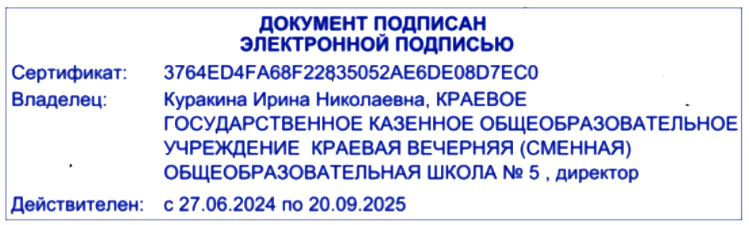 ДОКУМЕНТ ПОДПИСАН
ЭЛЕКТРОННОЙ ПОДПИСЬЮ
Сертификат: 3764ED4FA68F22835052AE6DE08D7EC0
Владелец: Куракина Ирина Николаевна, КРАЕВОЕ
ГОСУДАРСТВЕННОЕ КАЗЕННОЕ ОБЩЕОБРАЗОВАТЕЛЬНОЕ
УЧРЕЖДЕНИЕ КРАЕВАЯ ВЕЧЕРНЯЯ (СМЕННАЯ)
ОБЩЕОБРАЗОВАТЕЛЬНАЯ ШКОЛА № 5 , директор
Действителен: с 27.06.2024 по 20.09.2025